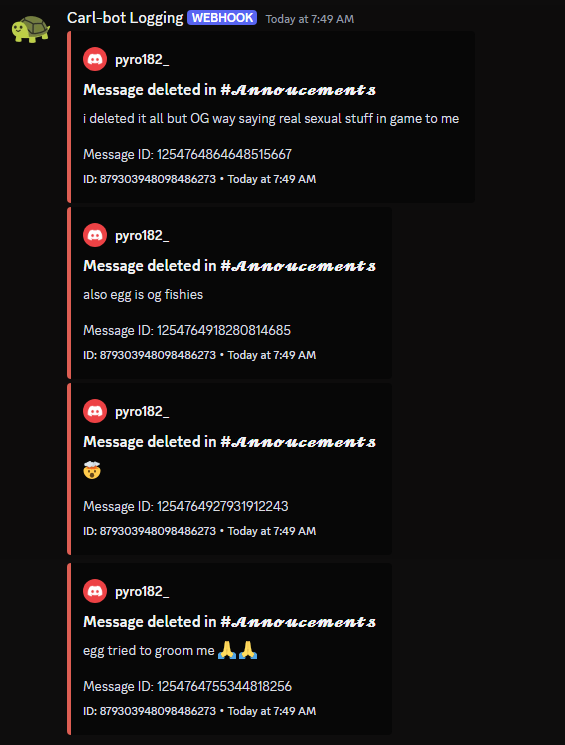 Carl-bot Logging WEBHOOK Today at 7:49 AM
pyro182_
Message deleted in #𝓐𝓷𝓷𝓸𝓾𝓬𝓮𝓶𝓮𝓷𝓽𝓼
i deleted it all but OG way saying real sexual stuff in game to me
Message ID: 1254764864648515667
ID: 879303948098486273 • Today at 7:49 AM
pyro182_
Message deleted in #𝓐𝓷𝓷𝓸𝓾𝓬𝓮𝓶𝓮𝓷𝓽𝓼
also egg is og fishies
Message ID: 1254764918280814685
ID: 879303948098486273 • Today at 7:49 AM
pyro182_
Message deleted in #𝓐𝓷𝓷𝓸𝓾𝓬𝓮𝓶𝓮𝓷𝓽𝓼
🤯
Message ID: 1254764927931912243
ID: 879303948098486273 • Today at 7:49 AM
pyro182_
Message deleted in #𝓐𝓷𝓷𝓸𝓾𝓬𝓮𝓶𝓮𝓷𝓽𝓼
egg tried to groom me 🙏🙏
Message ID: 1254764755344818256
ID: 879303948098486273 • Today at 7:49 AM